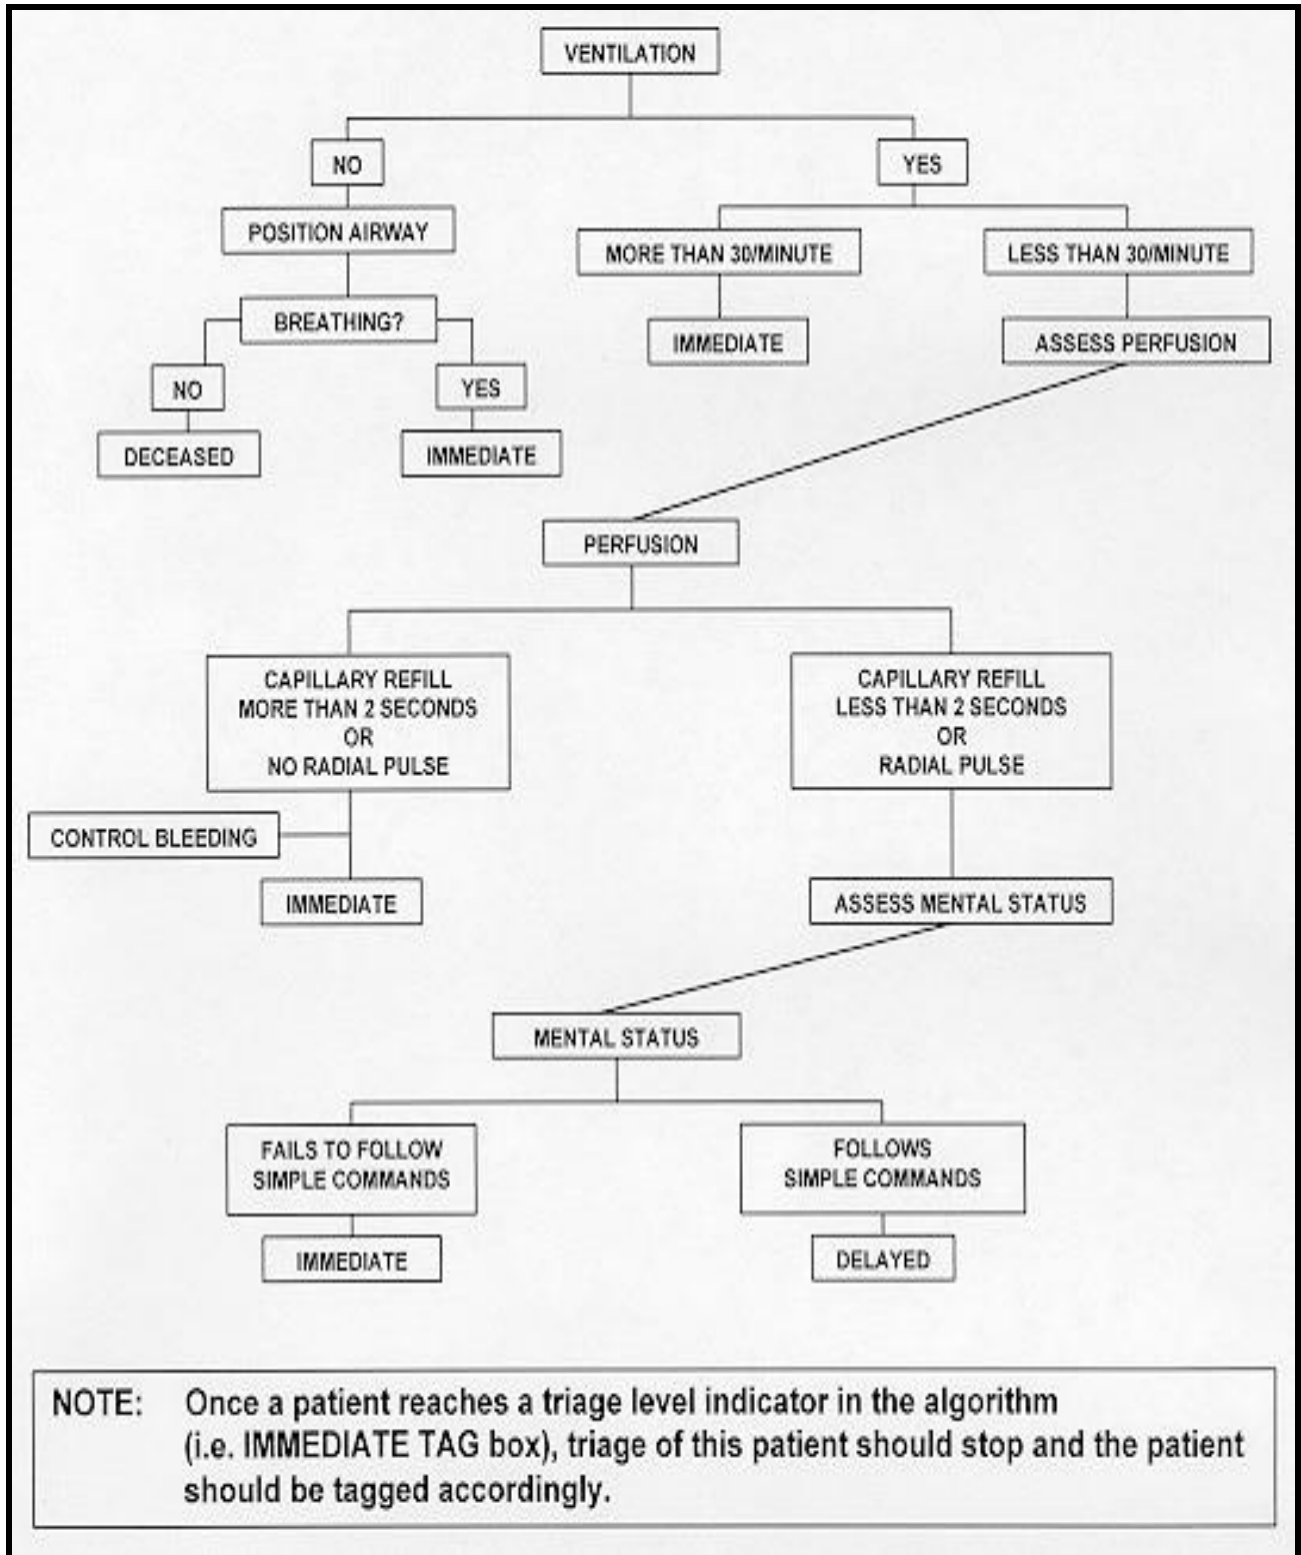 VENTILATION
NO
YES
POSITION AIRWAY
MORE THAN 30/MINUTE
LESS THAN 30/MINUTE
BREATHING?
IMMEDIATE
ASSESS PERFUSION
NO
YES
DECEASED
IMMEDIATE
PERFUSION
CAPILLARY REFILL
MORE THAN 2 SECONDS
OR
NO RADIAL PULSE
CAPILLARY REFILL
LESS THAN 2 SECONDS
OR
RADIAL PULSE
CONTROL BLEEDING
IMMEDIATE
ASSESS MENTAL STATUS
MENTAL STATUS
FAILS TO FOLLOW
SIMPLE COMMANDS
FOLLOWS
SIMPLE COMMANDS
IMMEDIATE
DELAYED
NOTE: Once a patient reaches a triage level indicator in the algorithm
(i.e. IMMEDIATE TAG box), triage of this patient should stop and the patient
should be tagged accordingly.